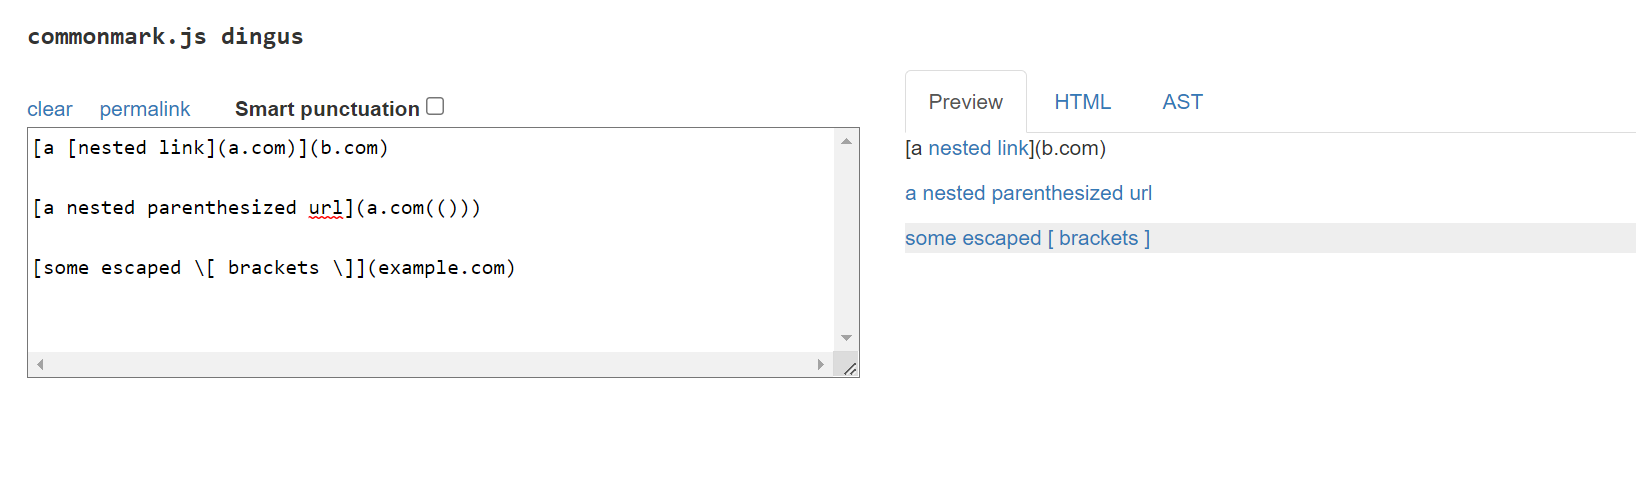 commonmark.js dingus
clear permalink Smart punctuation
[a [nested link](a.com)](b.com)
[a nested parenthesized url](a.com(()))
[some escaped \[ brackets \]](example.com)
Preview HTML AST
[a nested link](b.com)
a nested parenthesized url
some escaped [ brackets ]